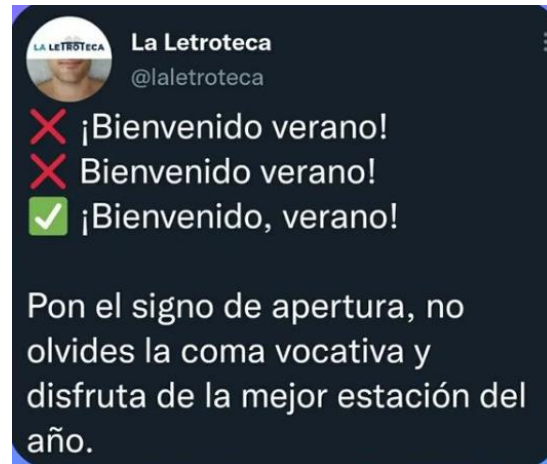 LA LETROTECA
La Letroteca
@laletroteca
❌ ¡Bienvenido verano!
❌ Bienvenido verano!
✅ ¡Bienvenido, verano!
Pon el signo de apertura, no
olvides la coma vocativa y
disfruta de la mejor estación del
año.